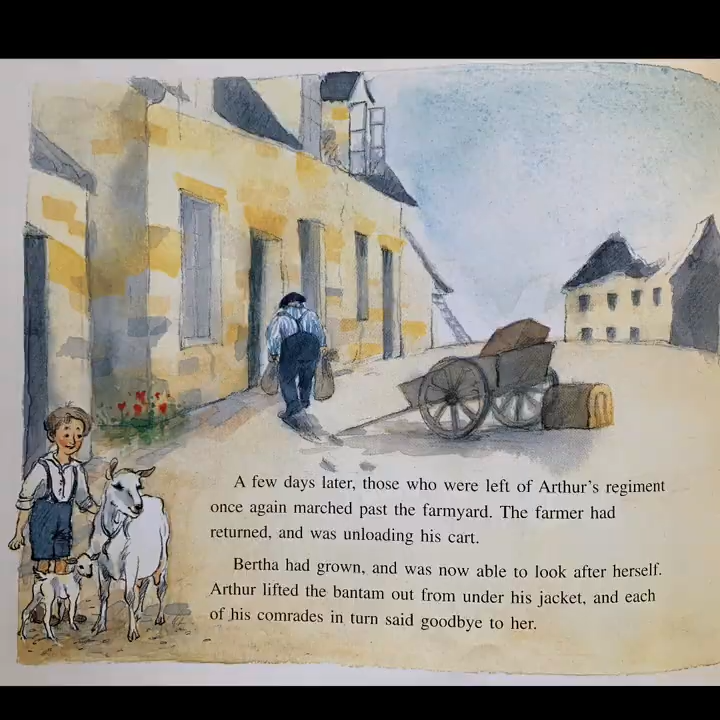 A few days later, those who were left of Arthur's regiment
once again marched past the farmyard. The farmer had
returned, and was unloading his cart.
Bertha had grown, and was now able to look after herself.
Arthur lifted the bantam out from under his jacket, and each
of his comrades in turn said goodbye to her.